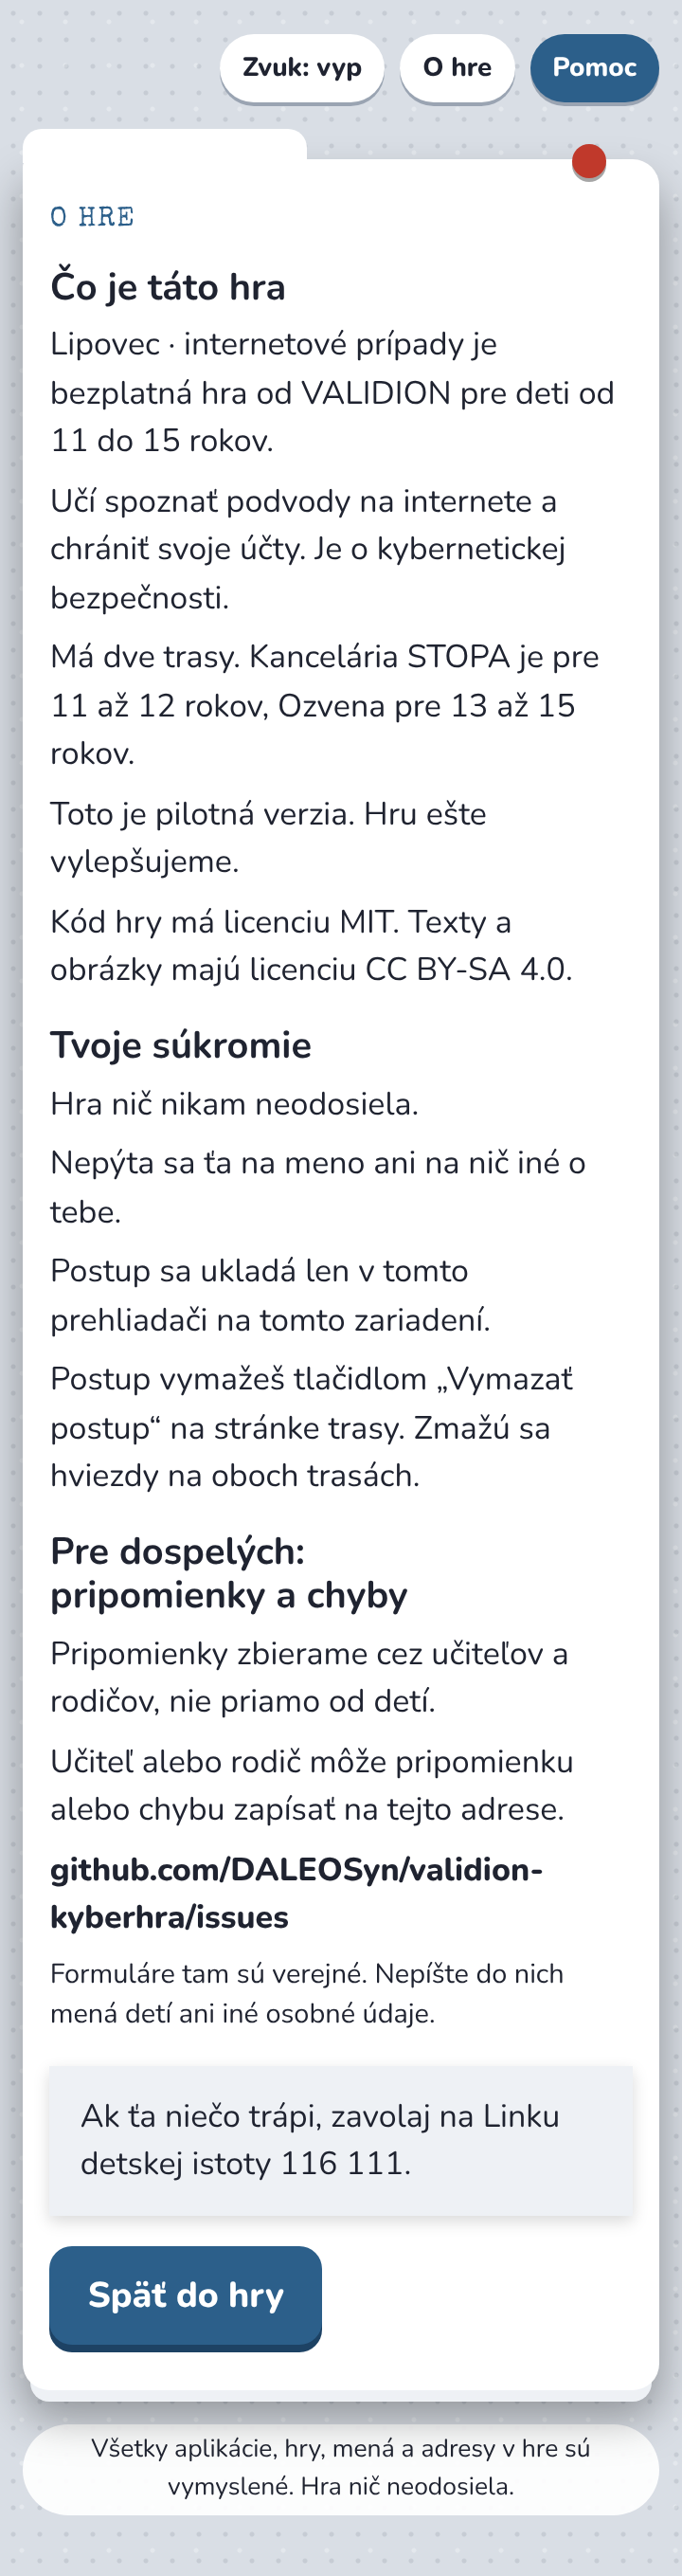 Zvuk: vyp
O hre
Pomoc
O HRE
Čo je táto hra
Lipovec · internetové prípady je
bezplatná hra od VALIDION pre deti od
11 do 15 rokov.
Učí spoznať podvody na internete a
chrániť svoje účty. Je o kybernetickej
bezpečnosti.
Má dve trasy. Kancelária STOPA je pre
11 až 12 rokov, Ozvena pre 13 až 15
rokov.
Toto je pilotná verzia. Hru ešte
vylepšujeme.
Kód hry má licenciu MIT. Texty a
obrázky majú licenciu CC BY-SA 4.0.
Tvoje súkromie
Hra nič nikam neodosiela.
Nepýta sa ťa na meno ani na nič iné o
tebe.
Postup sa ukladá len v tomto
prehliadači na tomto zariadení.
Postup vymažeš tlačidlom „Vymazať
postup“ na stránke trasy. Zmažú sa
hviezdy na oboch trasách.
Pre dospelých:
pripomienky a chyby
Pripomienky zbierame cez učiteľov a
rodičov, nie priamo od detí.
Učiteľ alebo rodič môže pripomienku
alebo chybu zapísať na tejto adrese.
github.com/DALEOSyn/validion-
kyberhra/issues
Formuláre tam sú verejné. Nepíšte do nich
mená detí ani iné osobné údaje.
Ak ťa niečo trápi, zavolaj na Linku
detskej istoty 116 111.
Späť do hry
Všetky aplikácie, hry, mená a adresy v hre sú
vymyslené. Hra nič neodosiela.